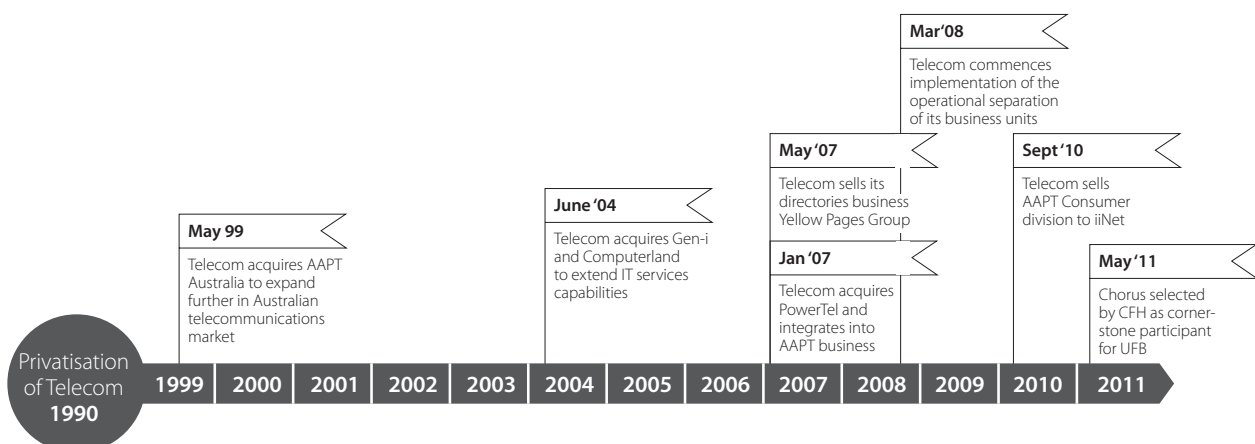 Mar‘08
Telecom commences
implementation of the
operational separation
of its business units
May ‘07
Telecom sells its
directories business
Yellow Pages Group
Sept ‘10
Telecom sells
AAPT Consumer
division to iiNet
June ‘04
Telecom acquires Gen-i
and Computerland
to extend IT services
capabilities
May 99
Telecom acquires AAPT
Australia to expand
further in Australian
telecommunications
market
Jan ‘07
Telecom acquires
PowerTel and
integrates into
AAPT business
May ‘11
Chorus selected
by CFH as corner-
stone participant
for UFB
Privatisation
of Telecom
1990
1999 2000 2001 2002 2003 2004 2005 2006 2007 2008 2009 2010 2011